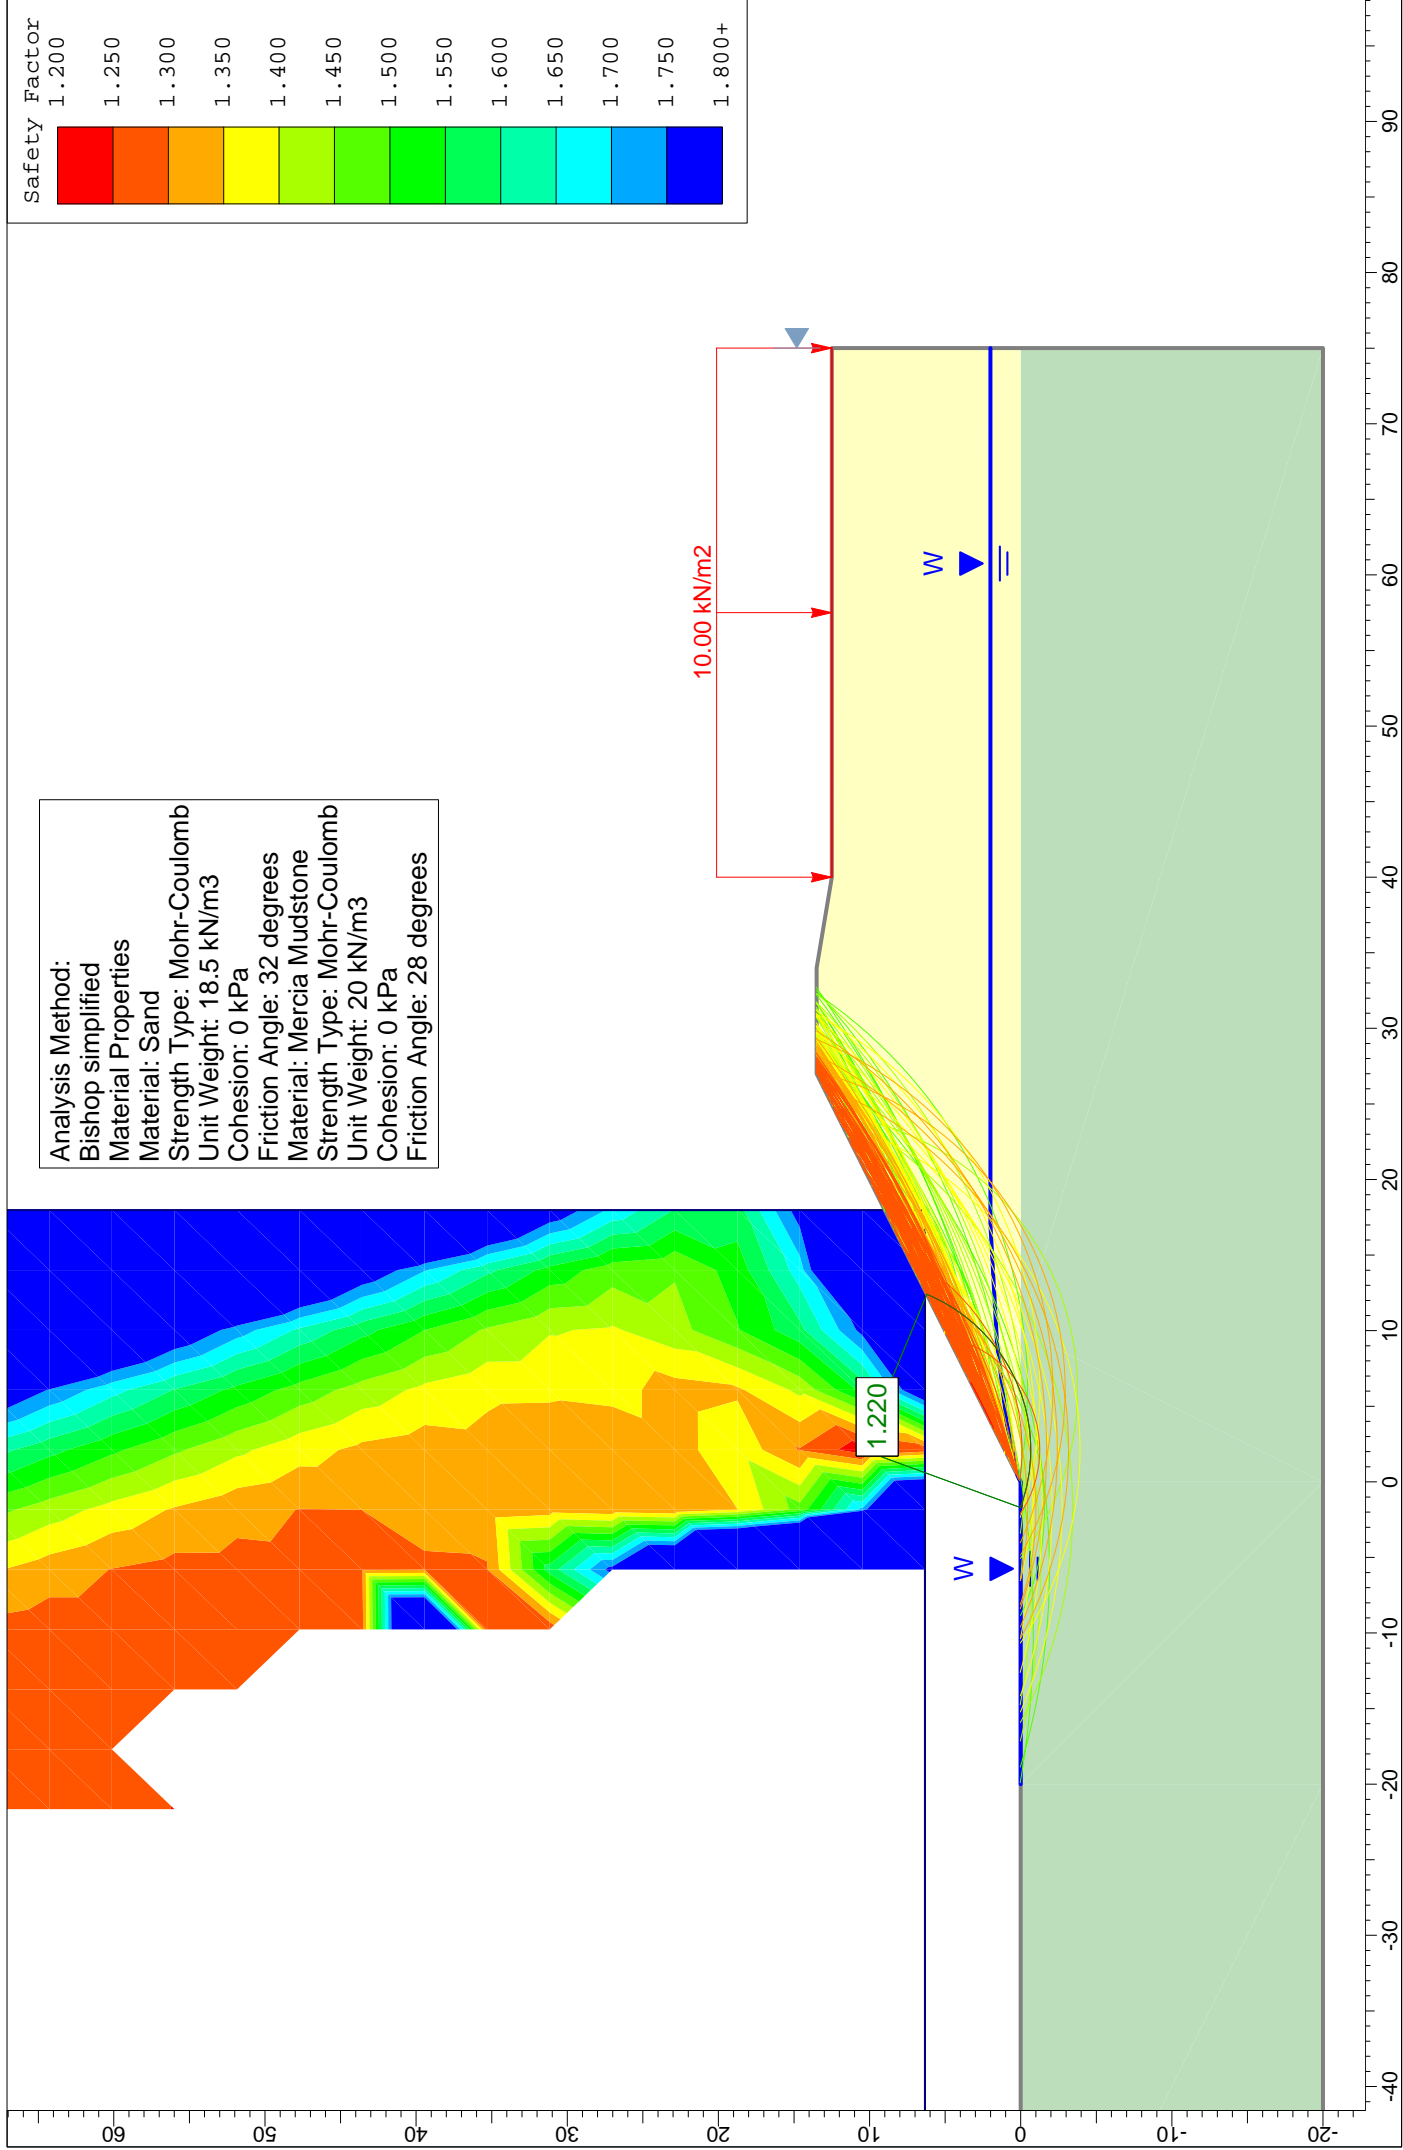 Safety Factor
1.200
1.250
1.300
1.350
1.400
1.450
1.500
1.550
1.600
1.650
1.700
1.750
1.800+
Analysis Method:
Bishop simplified
Material Properties
Material: Sand
Strength Type: Mohr-Coulomb
Unit Weight: 18.5 kN/m3
Cohesion: 0 kPa
Friction Angle: 32 degrees
Material: Mercia Mudstone
Strength Type: Mohr-Coulomb
Unit Weight: 20 kN/m3
Cohesion: 0 kPa
Friction Angle: 28 degrees
10.00 kN/m2
1.220
W
W
60
50
40
30
20
10
0
-10
-20
-40
-30
-20
-10
0
10
20
30
40
50
60
70
80
90